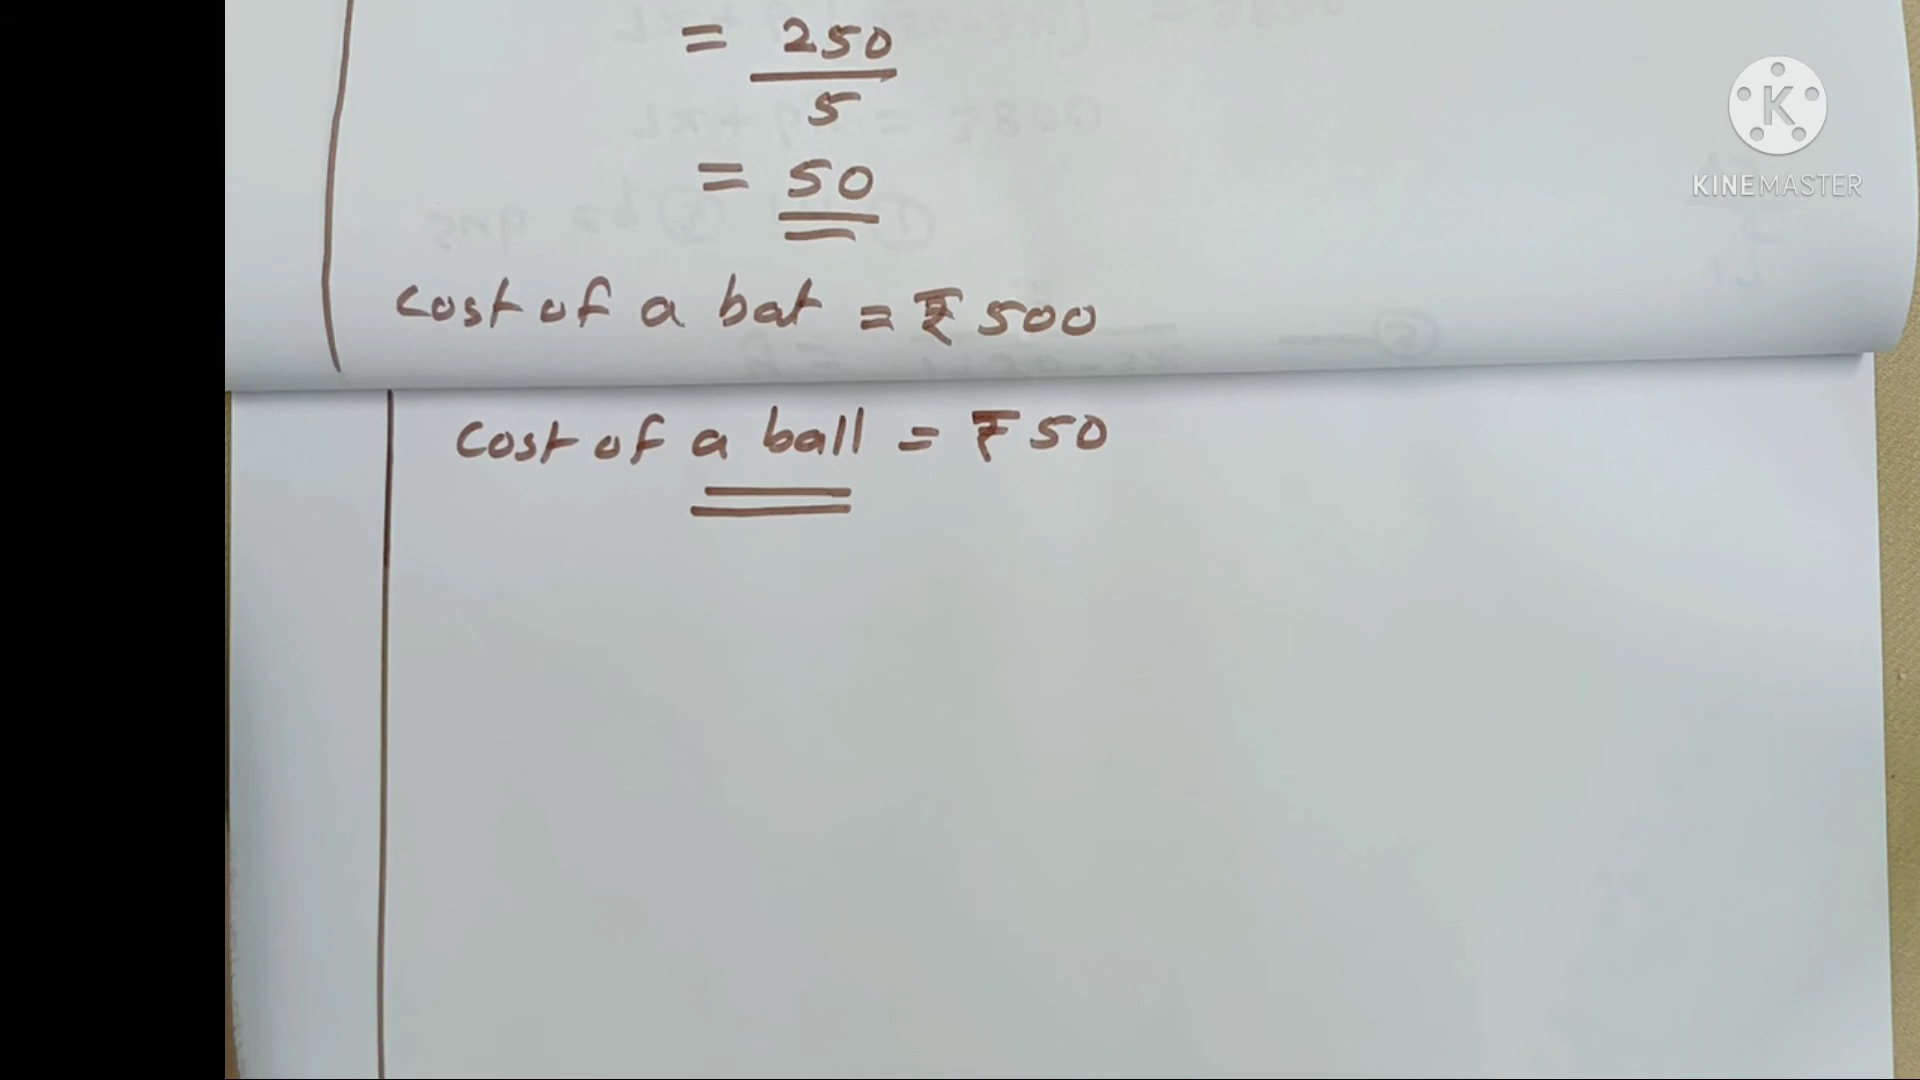 = 250
5
= 50
cost of a bat = ₹ 500
cost of a ball = ₹ 50
K
KINEMASTER